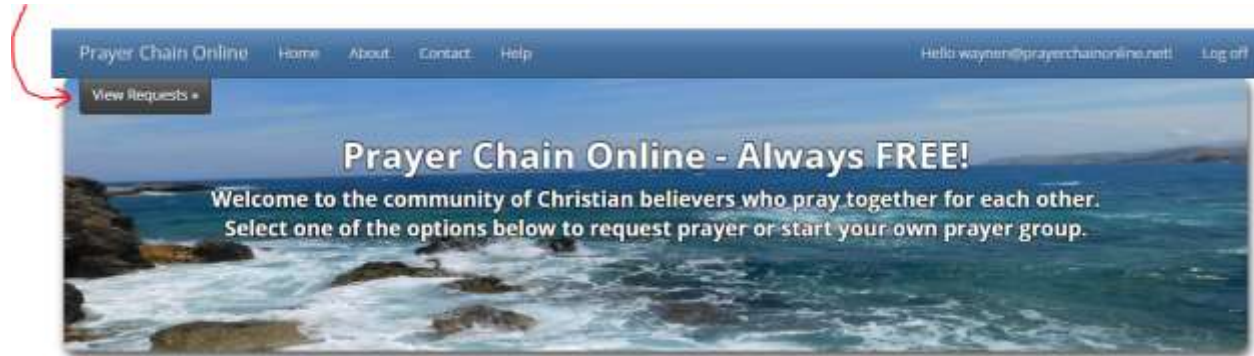 Prayer Chain Online Home About Contact Help Hello waynen@prayerchainonline.net! Log off
View Requests »
Prayer Chain Online - Always FREE!
Welcome to the community of Christian believers who pray together for each other.
Select one of the options below to request prayer or start your own prayer group.